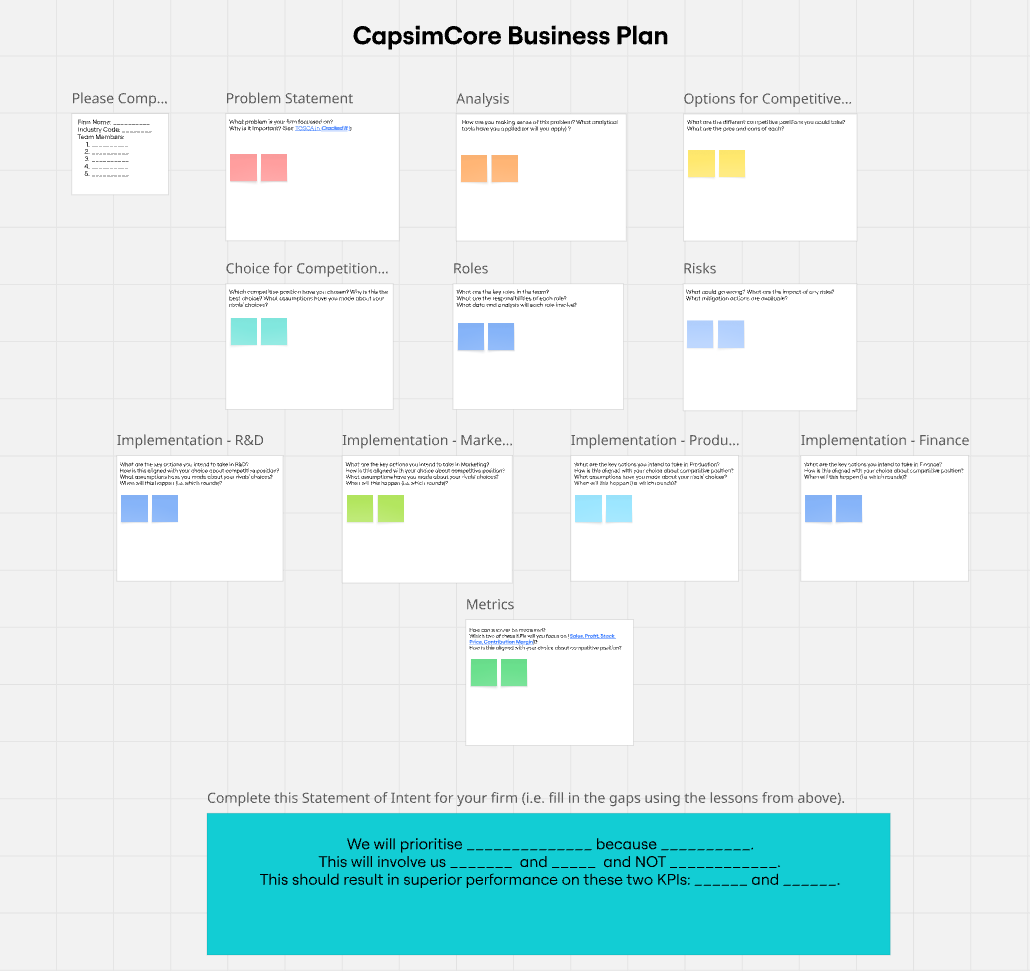 CapsimCore Business Plan
Please Comp...
Firm Name: __________
Industry Code: ________
Team Members:
1. __________
2. __________
3. __________
4. __________
5. __________
Problem Statement
What problem is your firm focused on?
Why is it important? (See TOSCA in Cracked It)
Analysis
How are you making sense of this problem? What analytical
tools have you applied (or will you apply) ?
Options for Competitive...
What are the different competitive positions you could take?
What are the pros and cons of each?
Choice for Competition...
Which competitive position have you chosen? Why is this the
best choice? What assumptions have you made about your
rivals' choices?
Roles
What are the key roles in the team?
What are the responsibilities of each role?
What data and analysis will each role involve?
Risks
What could go wrong? What are the impact of any risks?
What mitigation actions are available?
Implementation - R&D
What are the key actions you intend to take in R&D?
How is this aligned with your choice of competitive position?
What assumptions have you made about your rivals' choices?
When will this happen (i.e. which rounds)?
Implementation - Marke...
What are the key actions you intend to take in Marketing?
How is this aligned with your choice about competitive position?
What assumptions have you made about your rivals' choices?
When will this happen (i.e. which rounds)?
Implementation - Produ...
What are the key actions you intend to take in Production?
How is this aligned with your choice about competitive position?
What assumptions have you made about your rivals' choices?
When will this happen (i.e. which rounds)?
Implementation - Finance
What are the key actions you intend to take in Finance?
How is this aligned with your choice about competitive position?
When will this happen (i.e. which rounds)?
Metrics
How can success be measured?
Which two of these KPIs will you focus on (Sales, Profit, Stock
Price, Contribution Margin)?
How is this aligned with your choice about competitive position?
Complete this Statement of Intent for your firm (i.e. fill in the gaps using the lessons from above).
We will prioritise ______________ because __________.
This will involve us _______ and _____ and NOT ____________.
This should result in superior performance on these two KPIs: ______ and ______.